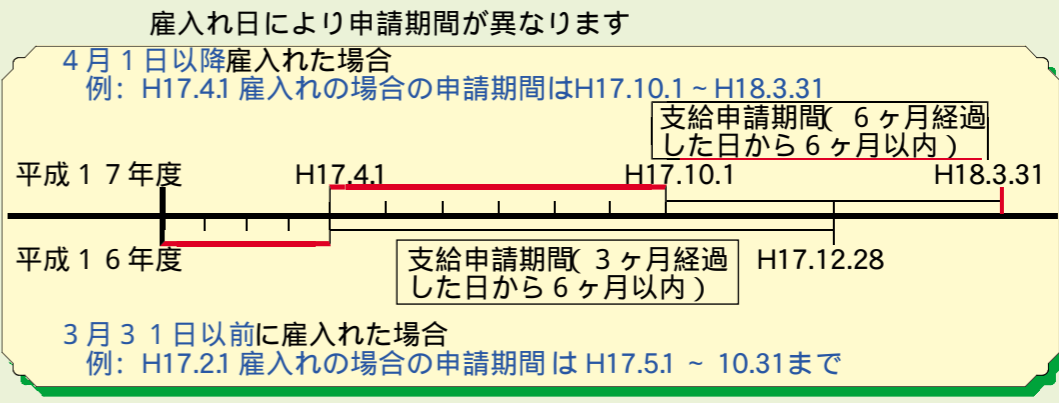 雇入れ日により申請期間が異なります
4月1日以降雇入れた場合
例：H17.4.1 雇入れの場合の申請期間はH17.10.1～H18.3.31
支給申請期間(6ヶ月経過
した日から6ヶ月以内)
平成17年度 H17.4.1 H17.10.1 H18.3.31
平成16年度
支給申請期間(3ヶ月経過
した日から6ヶ月以内)
H17.12.28
3月31日以前に雇入れた場合
例：H17.2.1 雇入れの場合の申請期間は H17.5.1 ～ 10.31まで